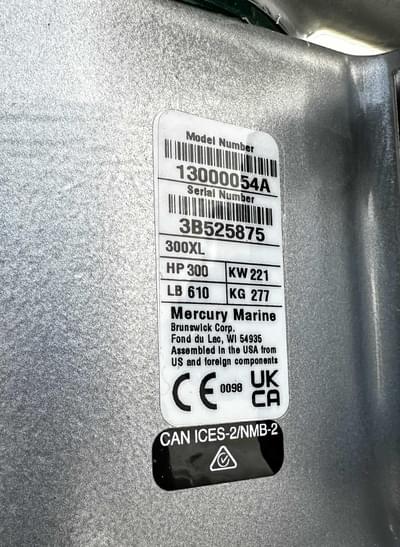 Model Number
13000054A
Serial Number
3B525875
300XL
HP 300 KW 221
LB 610 KG 277
Mercury Marine
Brunswick Corp.
Fond du Lac, WI 54935
Assembled in the USA from
US and foreign components
CE 0098 UK
CA
CAN ICES-2/NMB-2